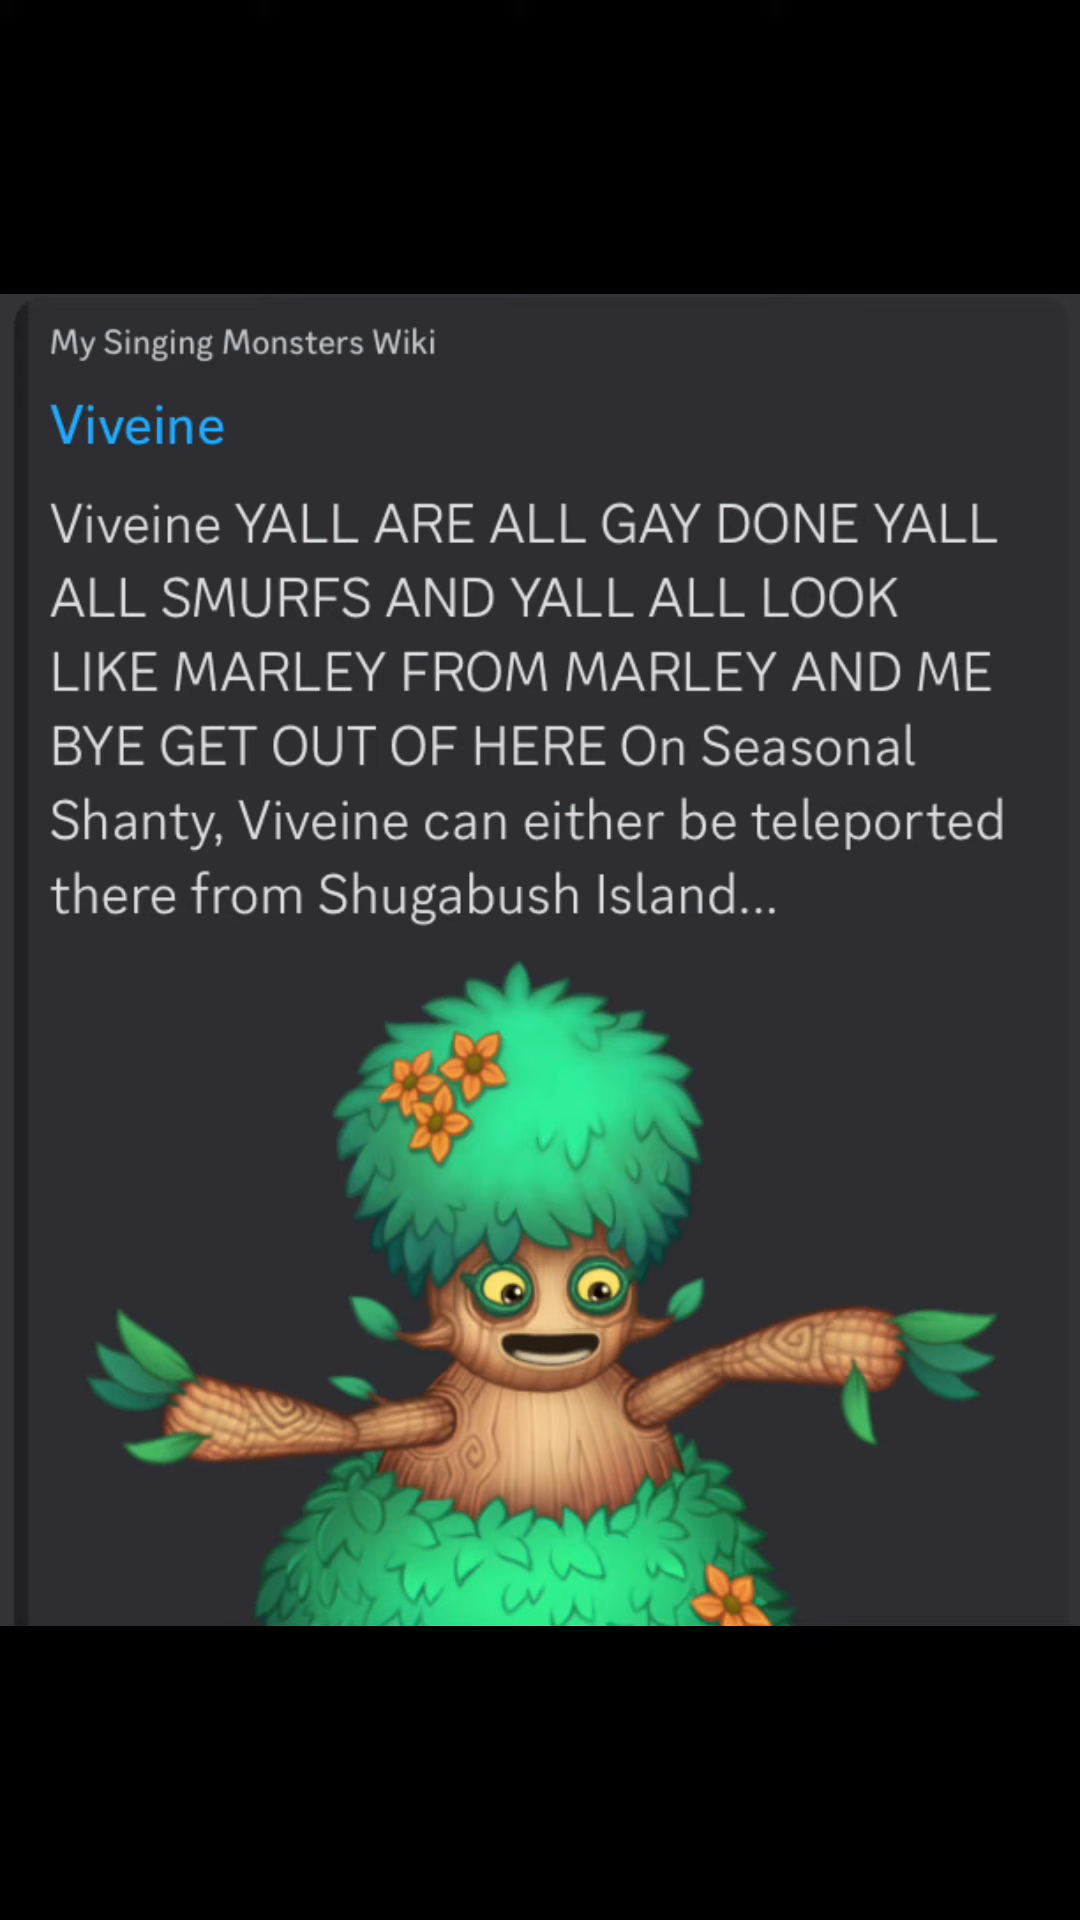 My Singing Monsters Wiki
Viveine
Viveine YALL ARE ALL GAY DONE YALL
ALL SMURFS AND YALL ALL LOOK
LIKE MARLEY FROM MARLEY AND ME
BYE GET OUT OF HERE On Seasonal
Shanty, Viveine can either be teleported
there from Shugabush Island...